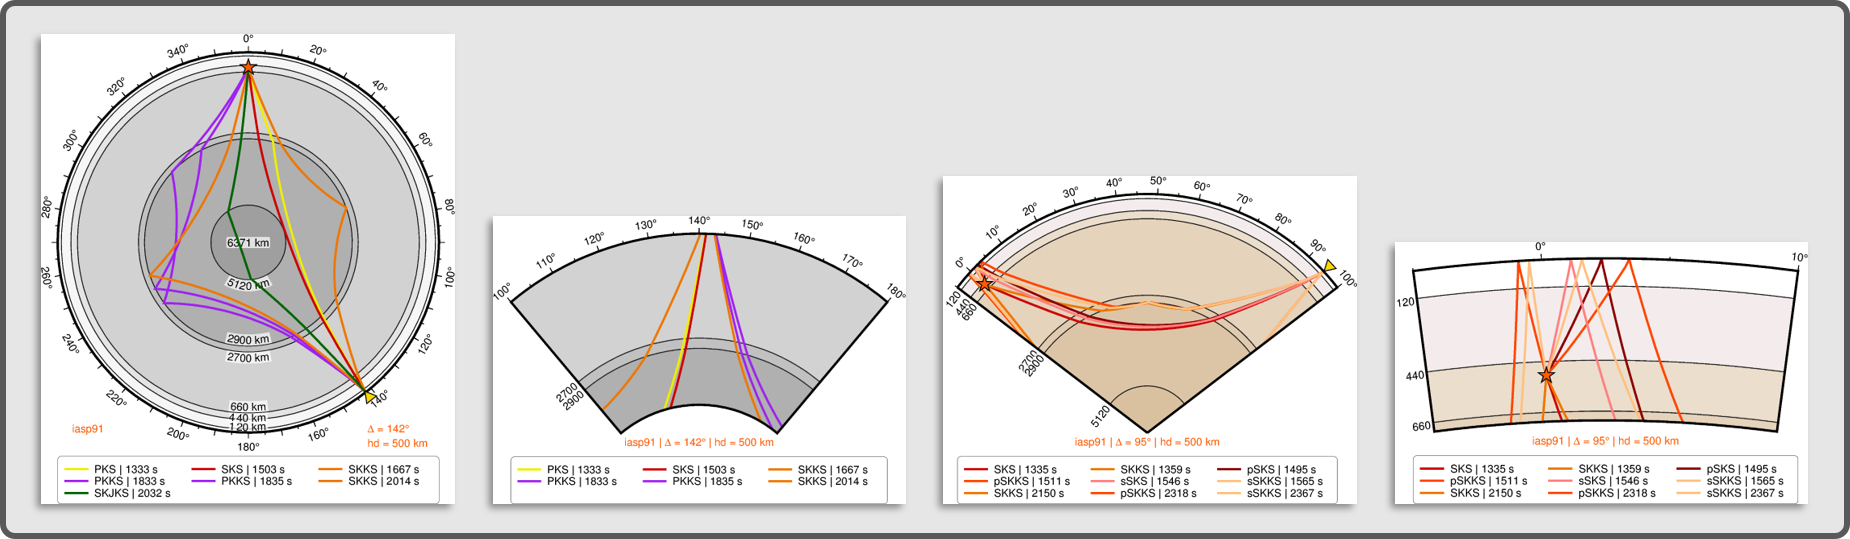 0°
20°
40°
60°
80°
100°
120°
140°
160°
180°
200°
220°
240°
260°
280°
300°
320°
340°
6371 km
5120 km
2900 km
2700 km
660 km
440 km
120 km
iasp91
Δ = 142°
hd = 500 km
PKS | 1333 s
SKS | 1503 s
SKKS | 1667 s
PKKS | 1833 s
PKKS | 1835 s
SKKS | 2014 s
SKJKS | 2032 s
100°
110°
120°
130°
140°
150°
160°
170°
180°
2700
2900
iasp91 | Δ = 142° | hd = 500 km
PKS | 1333 s
SKS | 1503 s
SKKS | 1667 s
PKKS | 1833 s
PKKS | 1835 s
SKKS | 2014 s
0°
10°
20°
30°
40°
50°
60°
70°
80°
90°
100°
120
440
660
2700
2900
5120
iasp91 | Δ = 95° | hd = 500 km
SKS | 1335 s
SKKS | 1359 s
pSKS | 1495 s
pSKKS | 1511 s
sSKS | 1546 s
sSKKS | 1565 s
SKKS | 2150 s
pSKKS | 2318 s
sSKKS | 2367 s
0°
10°
120
440
660
iasp91 | Δ = 95° | hd = 500 km
SKS | 1335 s
SKKS | 1359 s
pSKS | 1495 s
pSKKS | 1511 s
sSKS | 1546 s
sSKKS | 1565 s
SKKS | 2150 s
pSKKS | 2318 s
sSKKS | 2367 s